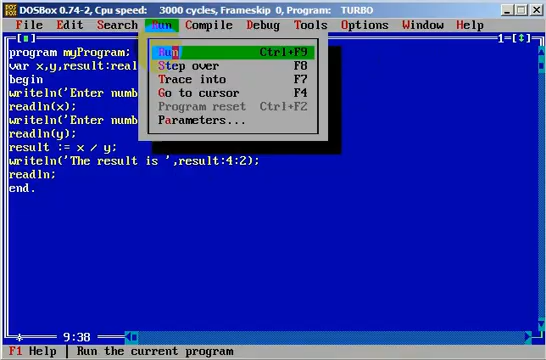 DOSBox 0.74-2, Cpu speed: 3000 cycles, Frameskip 0, Program: TURBO
File Edit Search Run Compile Debug Tools Options Window Help
1
program myProgram;
var x,y,result:real
begin
writeln('Enter numb
readln(x);
writeln('Enter numb
readln(y);
result := x / y;
writeln('The result is ',result:4:2);
readln;
end.
Run Ctrl+F9
Step over F8
Trace into F7
Go to cursor F4
Program reset Ctrl+F2
Parameters...
9:38
F1 Help | Run the current program